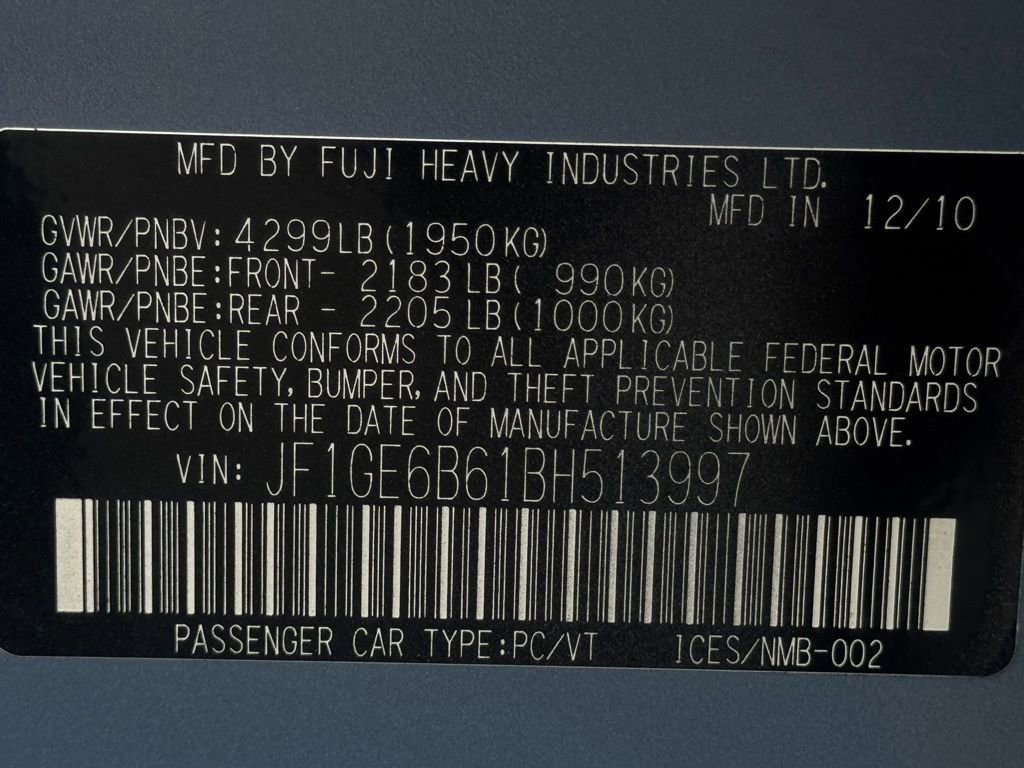 MFD BY FUJI HEAVY INDUSTRIES LTD.
MFD IN 12/10
GVWR/PNBV: 4299LB(1950KG)
GAWR/PNBE:FRONT- 2183LB( 990KG)
GAWR/PNBE:REAR - 2205LB(1000KG)
THIS VEHICLE CONFORMS TO ALL APPLICABLE FEDERAL MOTOR
VEHICLE SAFETY, BUMPER, AND THEFT PREVENTION STANDARDS
IN EFFECT ON THE DATE OF MANUFACTURE SHOWN ABOVE.
VIN: JF1GE6B61BH513997
PASSENGER CAR TYPE:PC/VT ICES/NMB-002